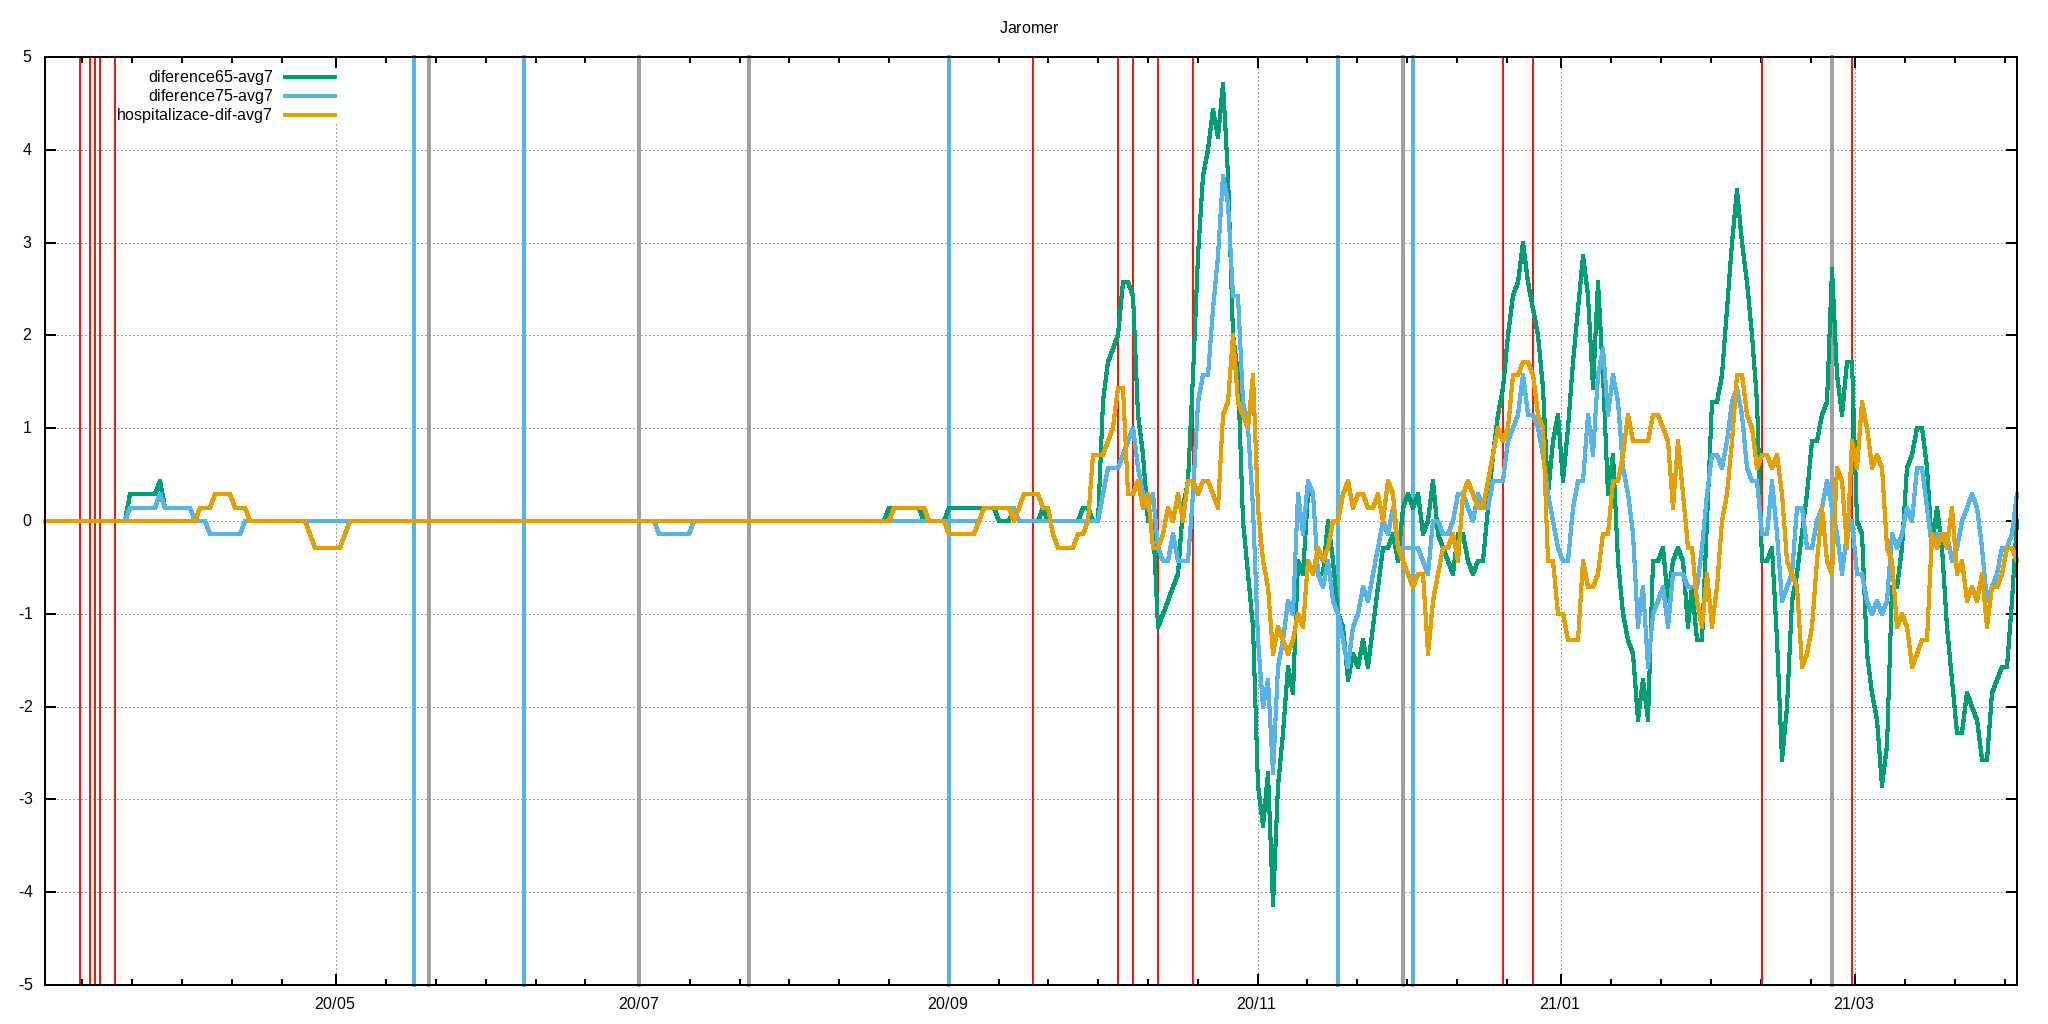 Jaromer
diference65-avg7
diference75-avg7
hospitalizace-dif-avg7
5
4
3
2
1
0
-1
-2
-3
-4
-5
20/05 20/07 20/09 20/11 21/01 21/03